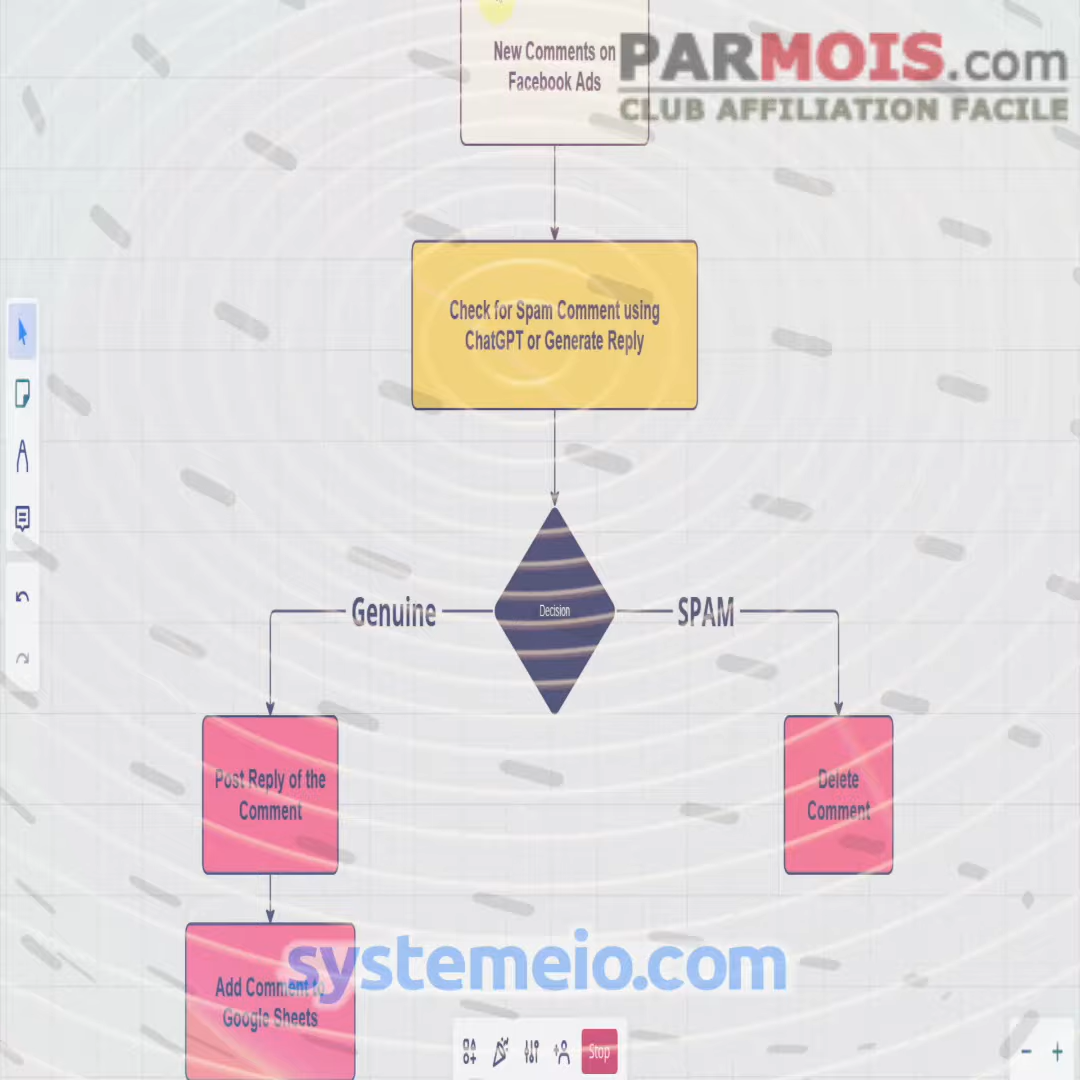 New Comments on
Facebook Ads
PARMOIS.com
CLUB AFFILIATION FACILE
Check for Spam Comment using
ChatGPT or Generate Reply
Genuine
Decision
SPAM
Post Reply of the
Comment
Delete
Comment
systemeio.com
Add Comment to
Google Sheets
Stop